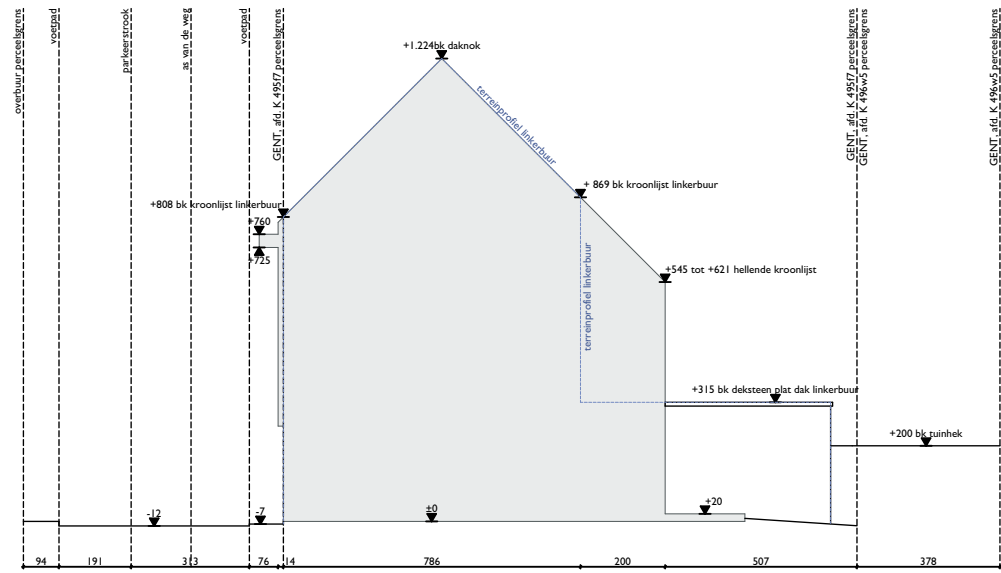 overbuur perceelsgrens
voetpad
parkeerstrook
as van de weg
voetpad
GENT, afd. K 495f7 perceelsgrens
GENT, afd. K 495f7 perceelsgrens
GENT, afd. K 496w5 perceelsgrens
GENT, afd. K 496w5 perceelsgrens
+1.224bk daknok
terreinprofiel linkerbuur
+ 869 bk kroonlijst linkerbuur
+808 bk kroonlijst linkerbuur
+760
+725
terreinprofiel linkerbuur
+545 tot +621 hellende kroonlijst
+315 bk deksteen plat dak linkerbuur
+200 bk tuinhek
-12
-7
±0
+20
94
191
313
76
14
786
200
507
378